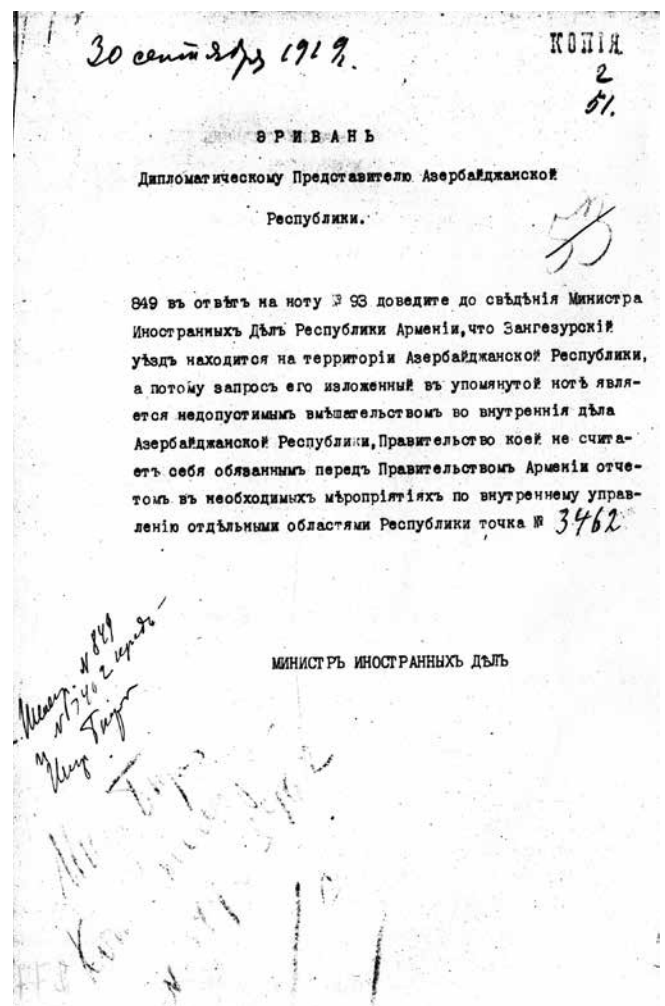 30 сентября 1919.
КОПІЯ
2
51.
ЭРИВАНЬ
Дипломатическому Представителю Азербайджанской
Республики.
849 въ отвѣтъ на ноту № 93 доведите до свѣдѣнія Министра
Иностранныхъ Дѣлъ Республики Арменіи,что Зангезурскій
уѣздъ находится на территоріи Азербайджанской Республики,
а потому запросъ его изложенный въ упомянутой нотѣ явля-
ется недопустимымъ вмѣшательствомъ во внутреннія дѣла
Азербайджанской Республики,Правительство коей не счита-
етъ себя обязаннымъ передъ Правительствомъ Арменіи отче-
томъ въ необходимыхъ мѣропріятіяхъ по внутреннему управ-
ленію отдѣльными областями Республики точка № 3462
МИНИСТРЪ ИНОСТРАННЫХЪ ДѢЛЪ
N 849